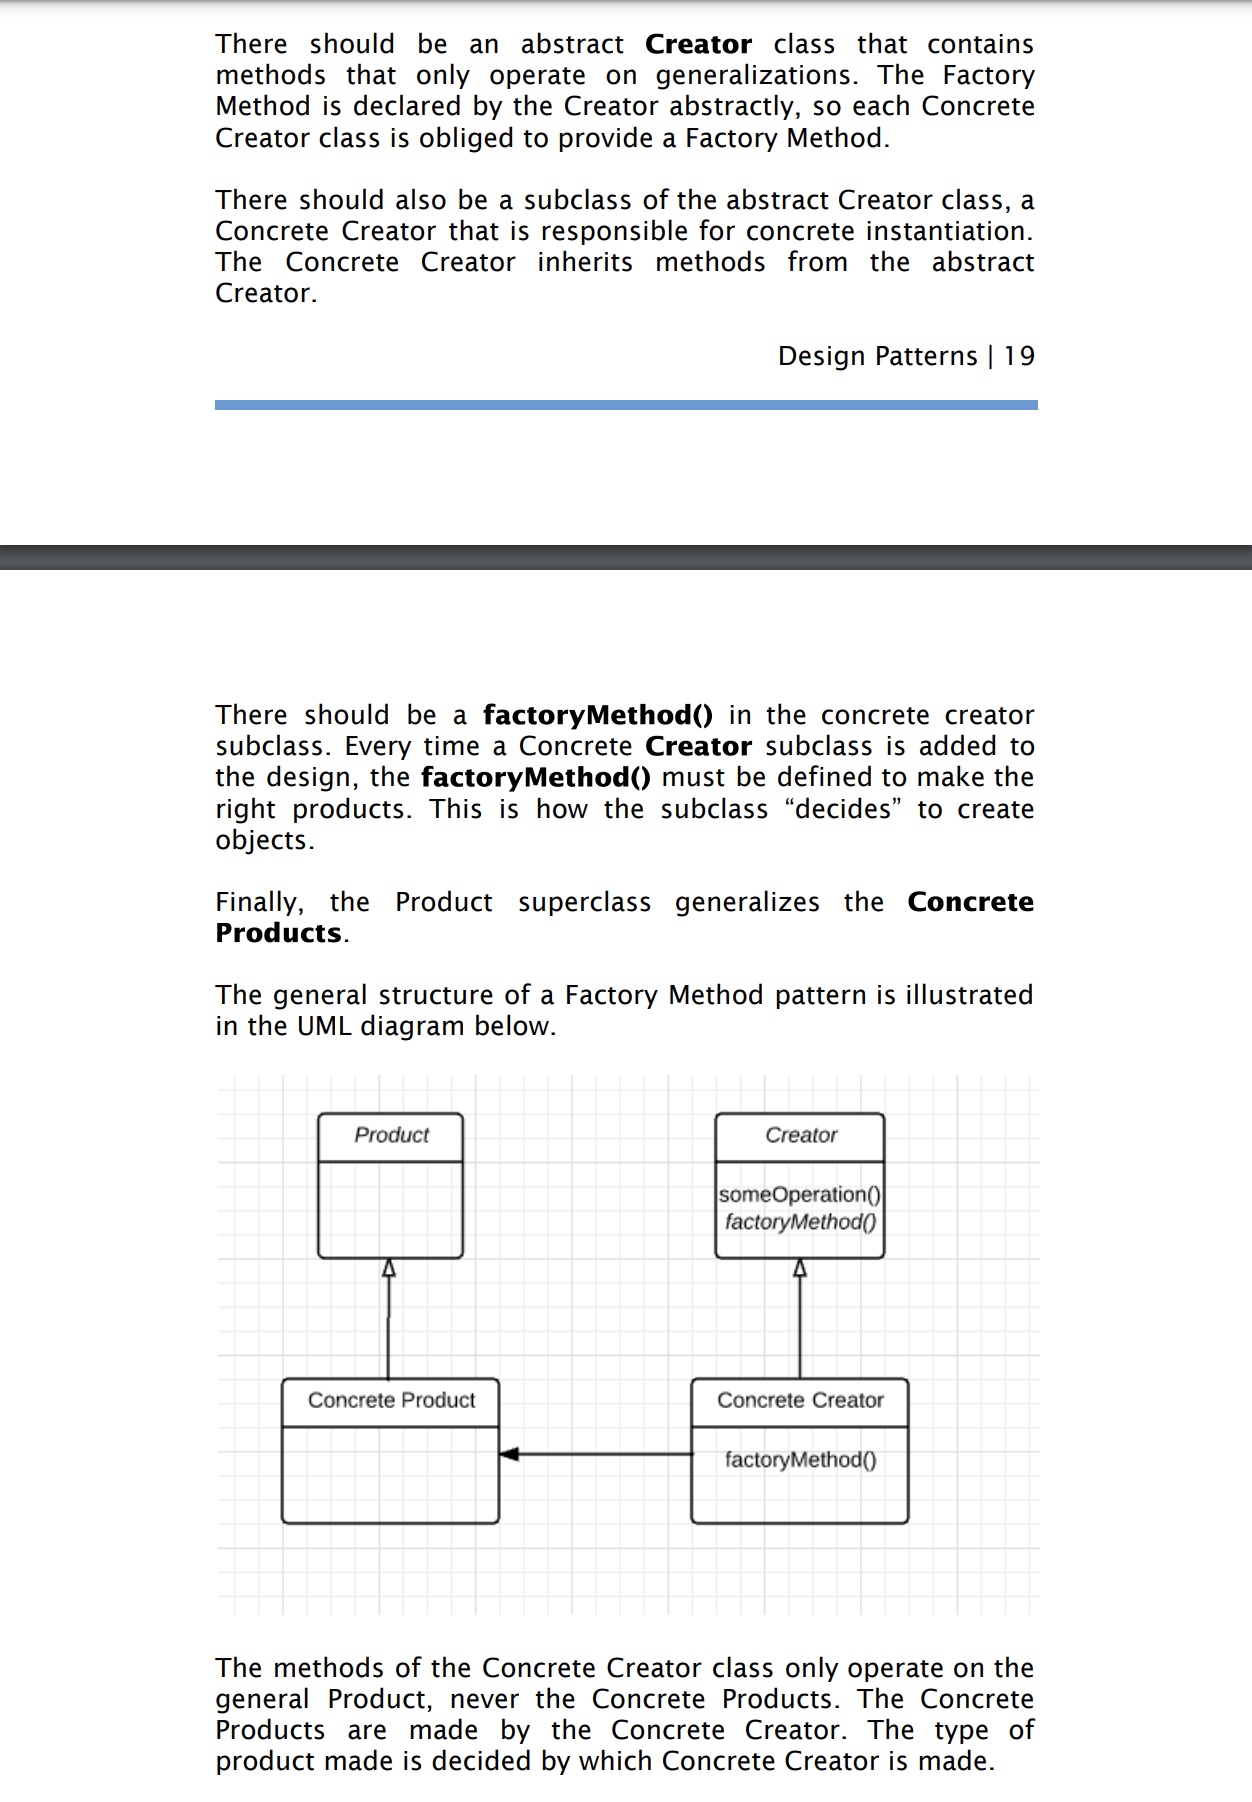 There should be an abstract Creator class that contains
methods that only operate on generalizations. The Factory
Method is declared by the Creator abstractly, so each Concrete
Creator class is obliged to provide a Factory Method.
There should also be a subclass of the abstract Creator class, a
Concrete Creator that is responsible for concrete instantiation.
The Concrete Creator inherits methods from the abstract
Creator.
Design Patterns | 19
There should be a factoryMethod() in the concrete creator
subclass. Every time a Concrete Creator subclass is added to
the design, the factoryMethod() must be defined to make the
right products. This is how the subclass “decides” to create
objects.
Finally, the Product superclass generalizes the Concrete
Products.
The general structure of a Factory Method pattern is illustrated
in the UML diagram below.
Product
Creator
someOperation()
factoryMethod()
Concrete Product
Concrete Creator
factoryMethod()
The methods of the Concrete Creator class only operate on the
general Product, never the Concrete Products. The Concrete
Products are made by the Concrete Creator. The type of
product made is decided by which Concrete Creator is made.